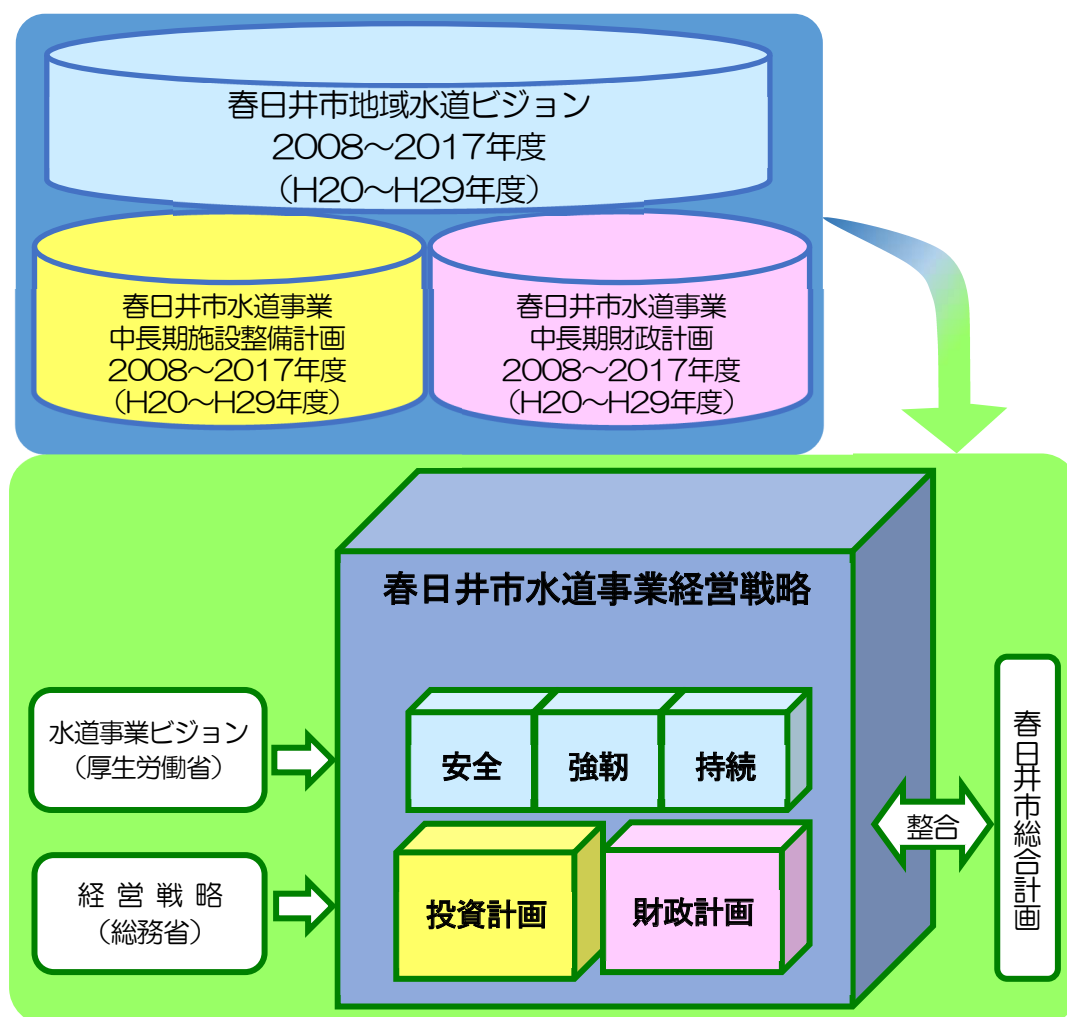 春日井市地域水道ビジョン
2008～2017年度
（H20～H29年度）
春日井市水道事業
中長期施設整備計画
2008～2017年度
（H20～H29年度）
春日井市水道事業
中長期財政計画
2008～2017年度
（H20～H29年度）
春日井市水道事業経営戦略
水道事業ビジョン
（厚生労働省）
安全
強靭
持続
経 営 戦 略
（総務省）
投資計画
財政計画
整合
春日井市総合計画